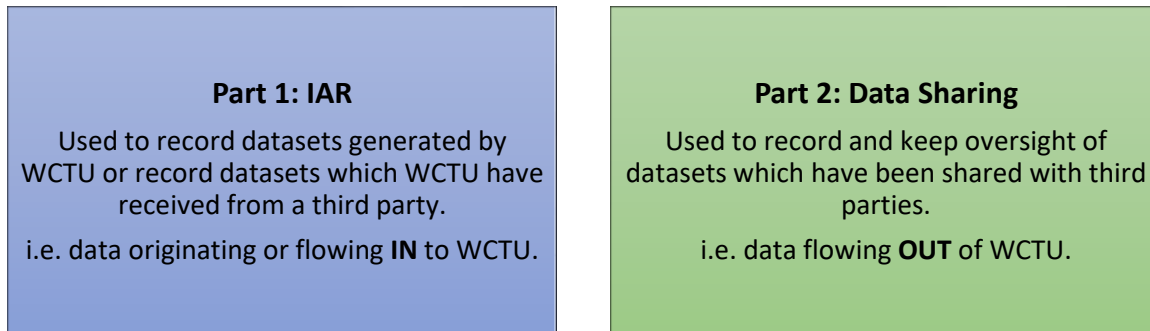 Part 1: IAR
Used to record datasets generated by
WCTU or record datasets which WCTU have
received from a third party.
i.e. data originating or flowing IN to WCTU.
Part 2: Data Sharing
Used to record and keep oversight of
datasets which have been shared with third
parties.
i.e. data flowing OUT of WCTU.